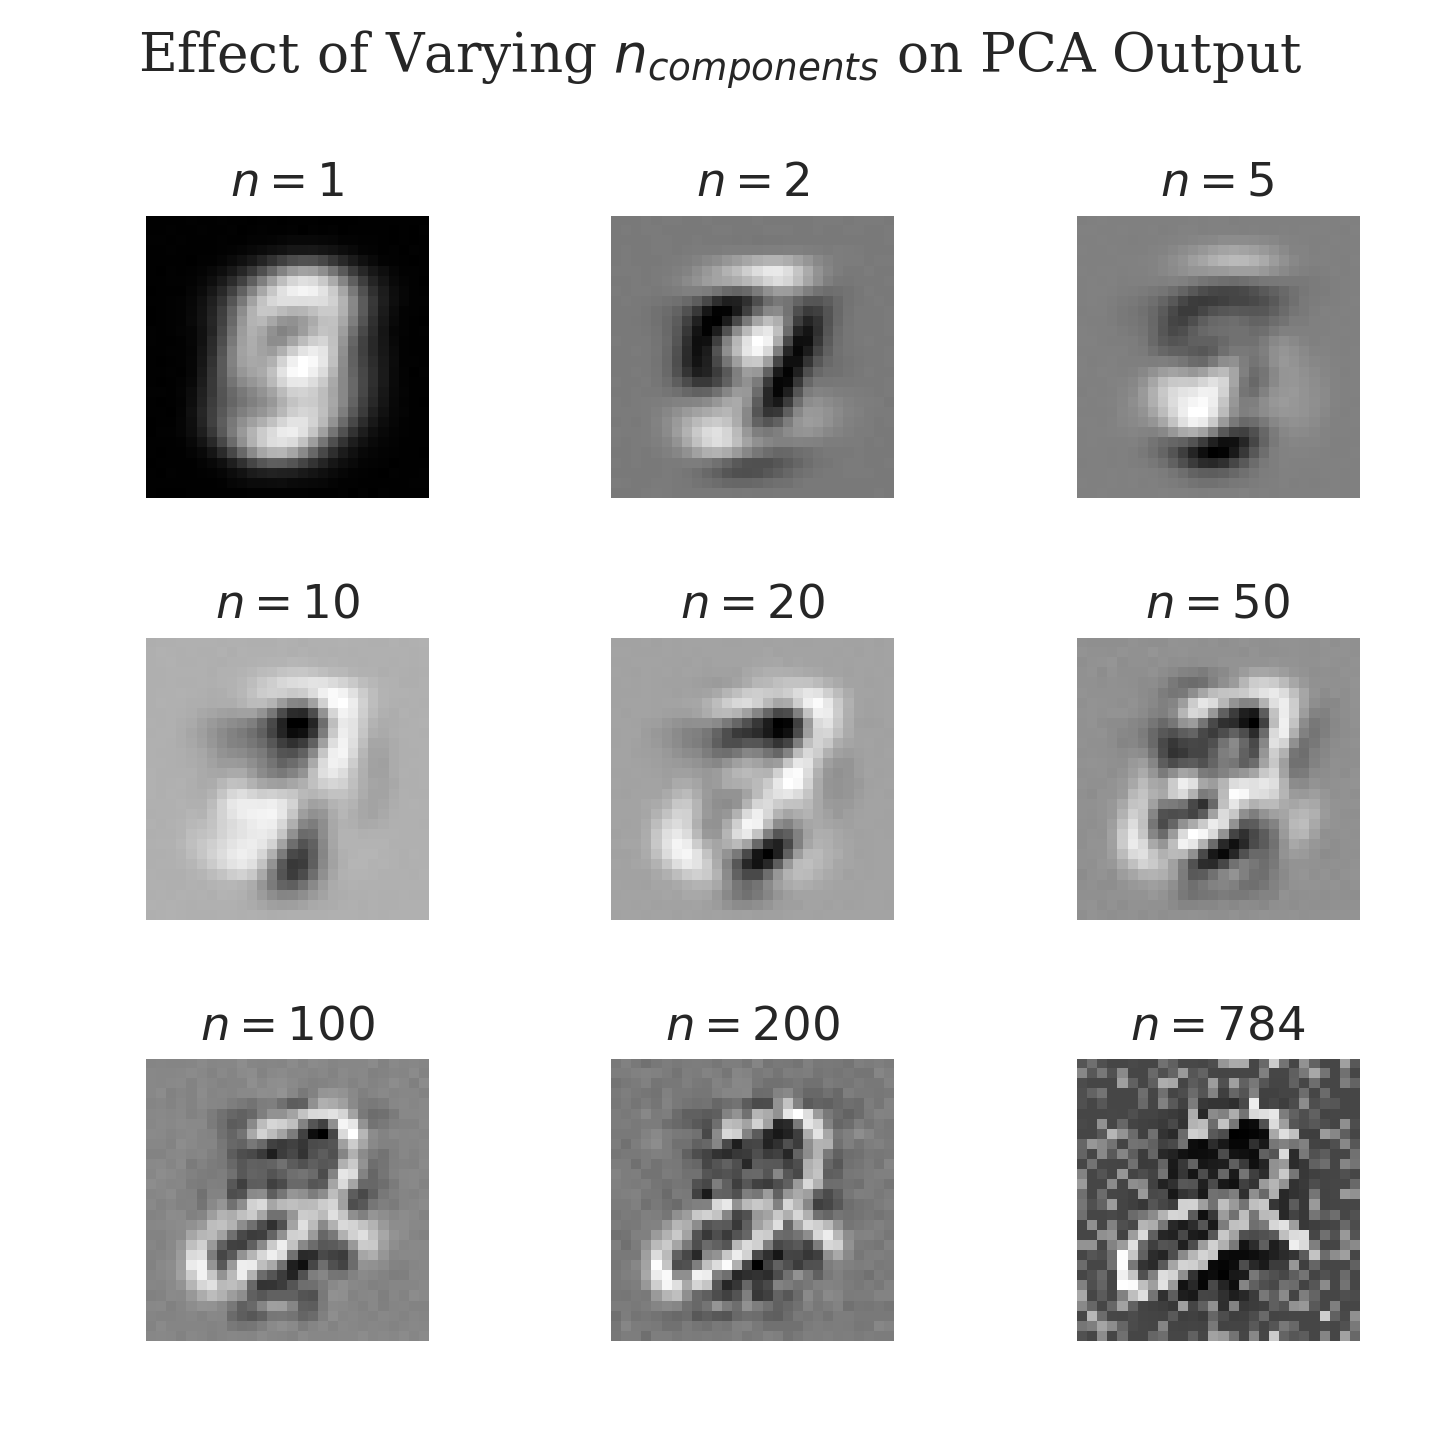 Effect of Varying n_components on PCA Output
n = 1
n = 2
n = 5
n = 10
n = 20
n = 50
n = 100
n = 200
n = 784